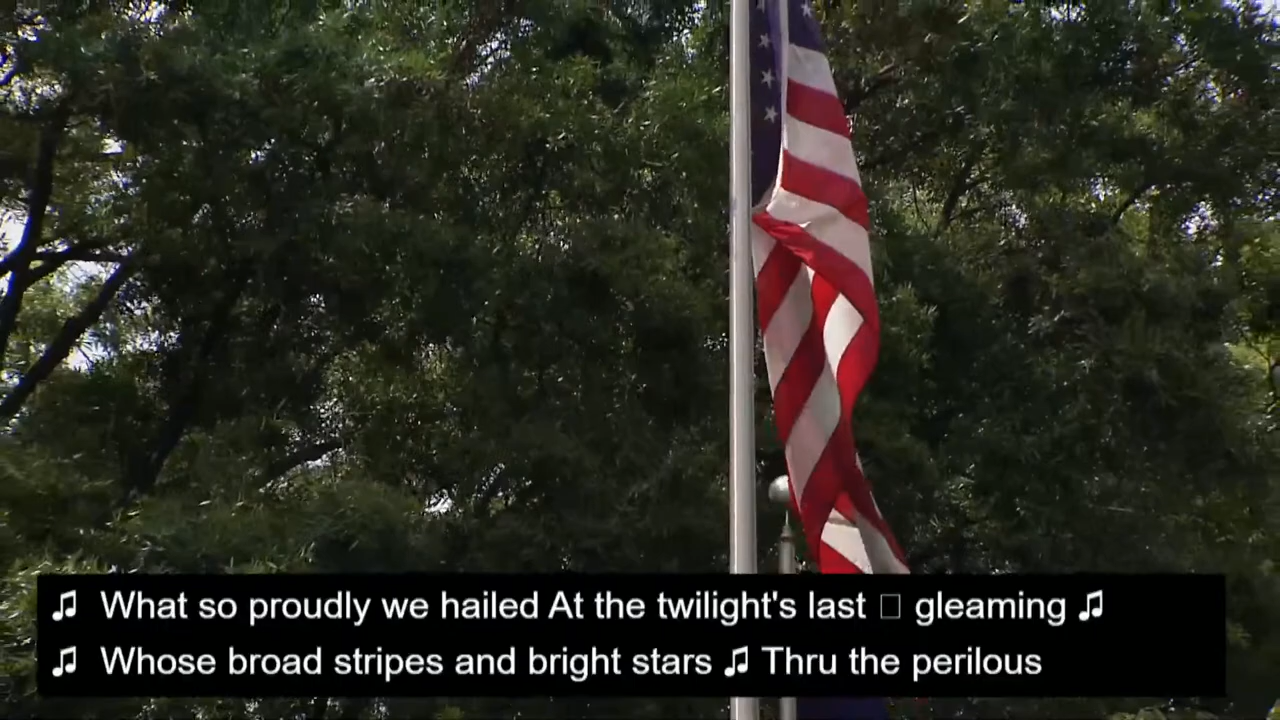 ♫ What so proudly we hailed At the twilight's last □ gleaming ♫
♫ Whose broad stripes and bright stars ♫ Thru the perilous